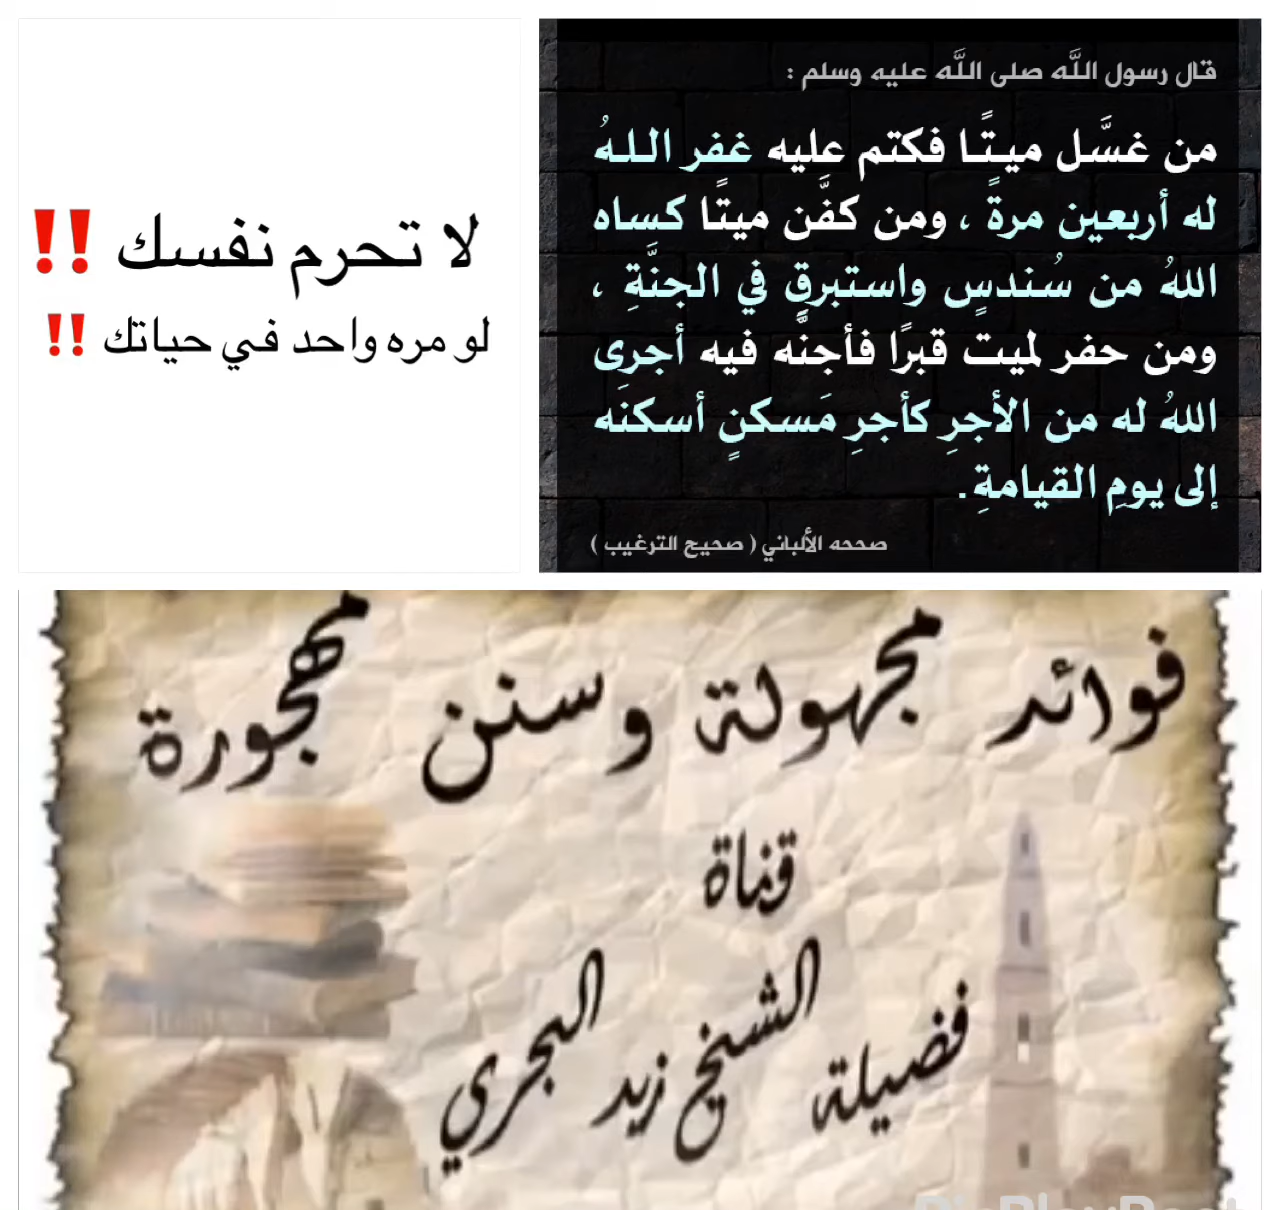 قال رسول اللَّه صلى اللَّه عليه وسلم :
من غسَّل ميتًا فكتم عليه غفر اللهُ
له أربعين مرةً ، ومن كفَّن ميتًا كساه
اللهُ من سُندسٍ واستبرقٍ في الجنَّةِ ،
ومن حفر لميت قبرًا فأجنَّه فيه أجرى
اللهُ له من الأجرِ كأجرِ مَسكنٍ أسكنَه
إلى يومِ القيامةِ .
صححه الألباني ( صحيح الترغيب )
لا تحرم نفسك ‼️
لو مره واحد في حياتك ‼️
فوائد مجهولة وسنن مهجورة
قناة
فضيلة الشيخ زيد البحري